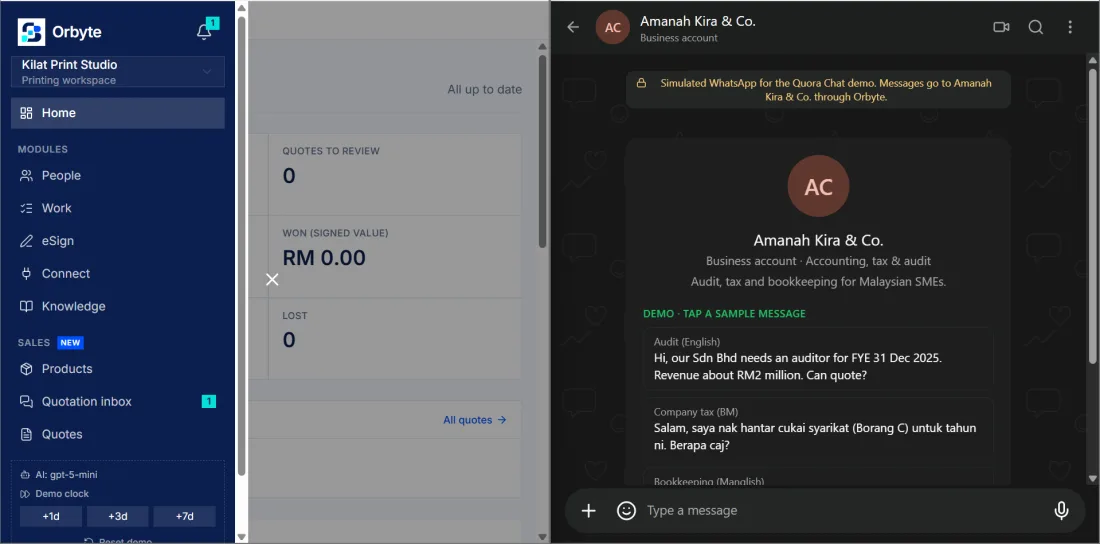 Orbyte
1
Kilat Print Studio
Printing workspace
Home
MODULES
People
Work
eSign
Connect
Knowledge
SALES NEW
Products
Quotation inbox 1
Quotes
AI: gpt-5-mini
Demo clock
+1d +3d +7d
Reset demo
All up to date
QUOTES TO REVIEW
0
WON (SIGNED VALUE)
RM 0.00
LOST
0
All quotes →
AC
Amanah Kira & Co.
Business account
Simulated WhatsApp for the Quora Chat demo. Messages go to Amanah
Kira & Co. through Orbyte.
AC
Amanah Kira & Co.
Business account · Accounting, tax & audit
Audit, tax and bookkeeping for Malaysian SMEs.
DEMO · TAP A SAMPLE MESSAGE
Audit (English)
Hi, our Sdn Bhd needs an auditor for FYE 31 Dec 2025.
Revenue about RM2 million. Can quote?
Company tax (BM)
Salam, saya nak hantar cukai syarikat (Borang C) untuk tahun
ni. Berapa caj?
Bookkeeping (Manglish)
Type a message